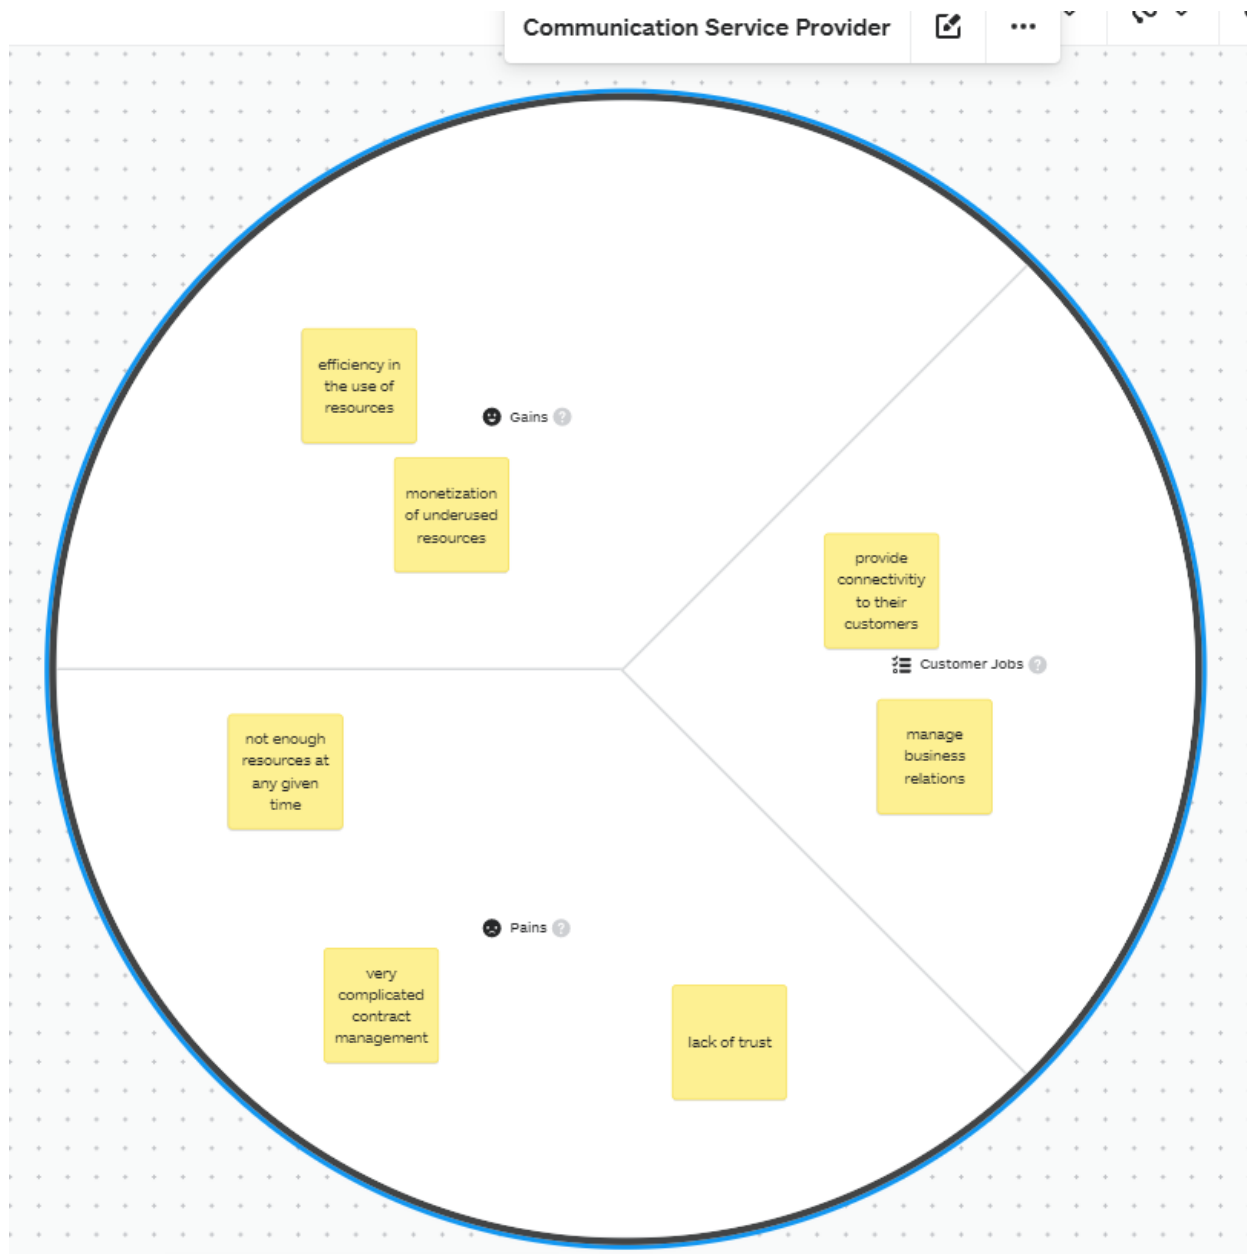 Communication Service Provider
efficiency in
the use of
resources
Gains ?
monetization
of underused
resources
provide
connectivitiy
to their
customers
Customer Jobs ?
manage
business
relations
not enough
resources at
any given
time
Pains ?
very
complicated
contract
management
lack of trust